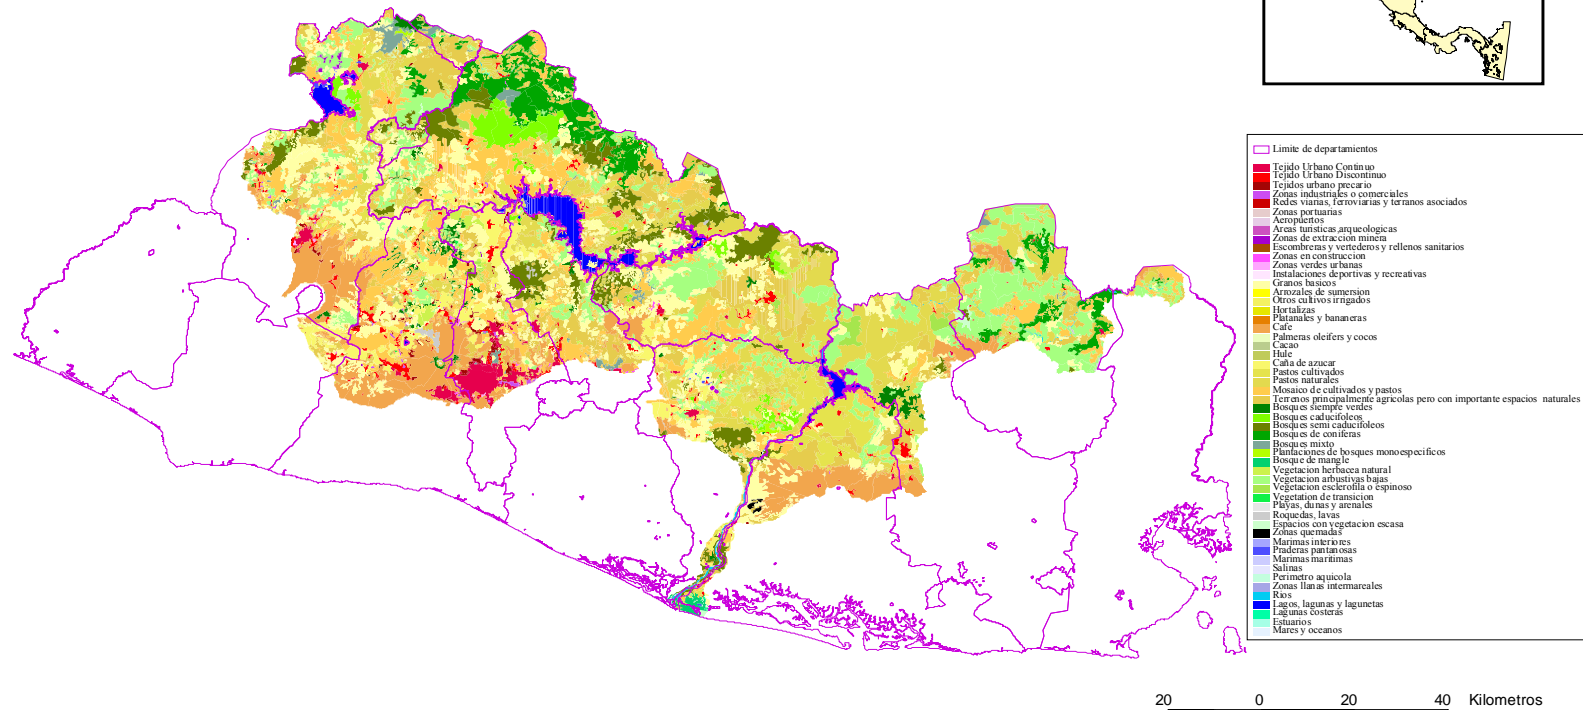 Limite de departamientos
Tejido Urbano Continuo
Tejido Urbano Discontinuo
Tejidos urbano precario
Zonas industriales o comerciales
Redes viarias, ferroviarias y terranos asociados
Zonas portuarias
Aeropuertos
Areas turisticas,arqueologicas
Zonas de extraccion minera
Escombreras y vertederos y rellenos sanitarios
Zonas en construccion
Zonas verdes urbanas
Instalaciones deportivas y recreativas
Granos basicos
Arrozales de sumersion
Otros cultivos irrigados
Hortalizas
Platanales y bananeras
Cafe
Palmeras oleifers y cocos
Cacao
Hule
Caña de azucar
Pastos cultivados
Pastos naturales
Mosaico de cultivados y pastos
Terrenos principalmente agricolas pero con importante espacios naturales
Bosques siempre verdes
Bosques caducifoleos
Bosques semi caducifoleos
Bosques de coniferas
Bosques mixto
Plantaciones de bosques monoespecificos
Bosque de mangle
Vegetacion herbacea natural
Vegetacion arbustivas bajas
Vegetacion esclerofila o espinoso
Vegetation de transicion
Playas, dunas y arenales
Roquedas, lavas
Espacios con vegetacion escasa
Zonas quemadas
Marimas interiores
Praderas pantanosas
Marimas maritimas
Salinas
Perimetro aquicola
Zonas llanas intermareales
Rios
Lagos, lagunas y lagunetas
Lagunas costeras
Estuarios
Mares y oceanos
20 0 20 40 Kilometros